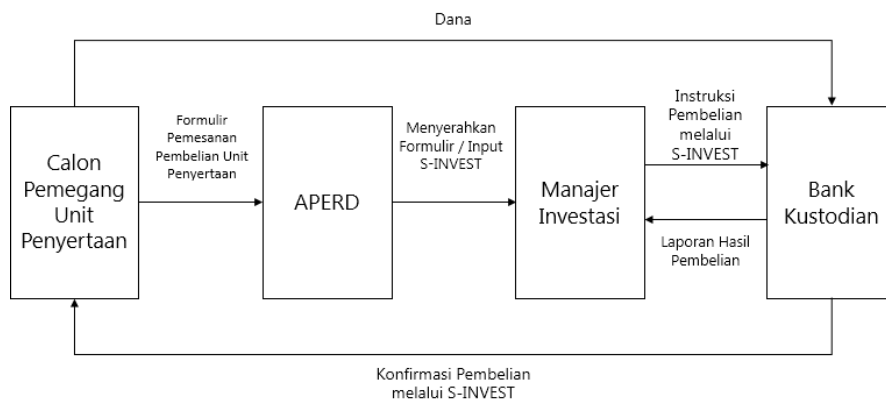 Dana
Calon
Pemegang
Unit
Penyertaan
Formulir
Pemesanan
Pembelian Unit
Penyertaan
APERD
Menyerahkan
Formulir / Input
S-INVEST
Manajer
Investasi
Instruksi
Pembelian
melalui
S-INVEST
Laporan Hasil
Pembelian
Bank
Kustodian
Konfirmasi Pembelian
melalui S-INVEST